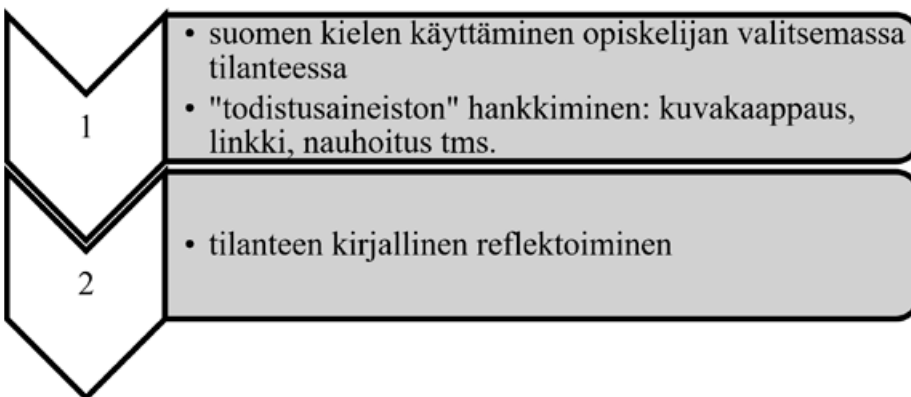 • suomen kielen käyttäminen opiskelijan valitsemassa
tilanteessa
• "todistusaineiston" hankkiminen: kuvakaappaus,
linkki, nauhoitus tms.
1
• tilanteen kirjallinen reflektoiminen
2